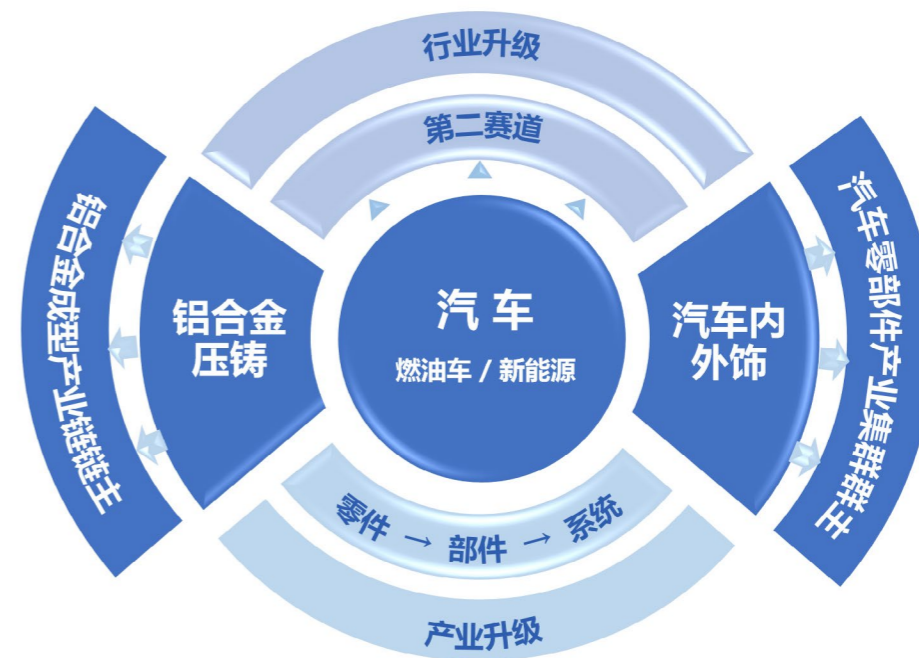 行业升级
第二赛道
铝合金成型产业链链主
铝合金
压铸
汽 车
燃油车 / 新能源
汽车内
外饰
汽车零部件产业集群群主
零件 → 部件 → 系统
产业升级